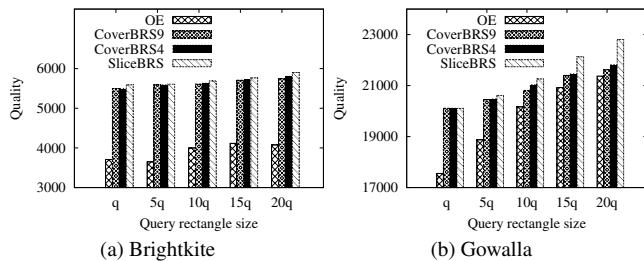 OE
CoverBRS9
CoverBRS4
SliceBRS
6000
5000
4000
3000
Quality
q 5q 10q 15q 20q
Query rectangle size
(a) Brightkite
OE
CoverBRS9
CoverBRS4
SliceBRS
23000
21000
19000
17000
Quality
q 5q 10q 15q 20q
Query rectangle size
(b) Gowalla